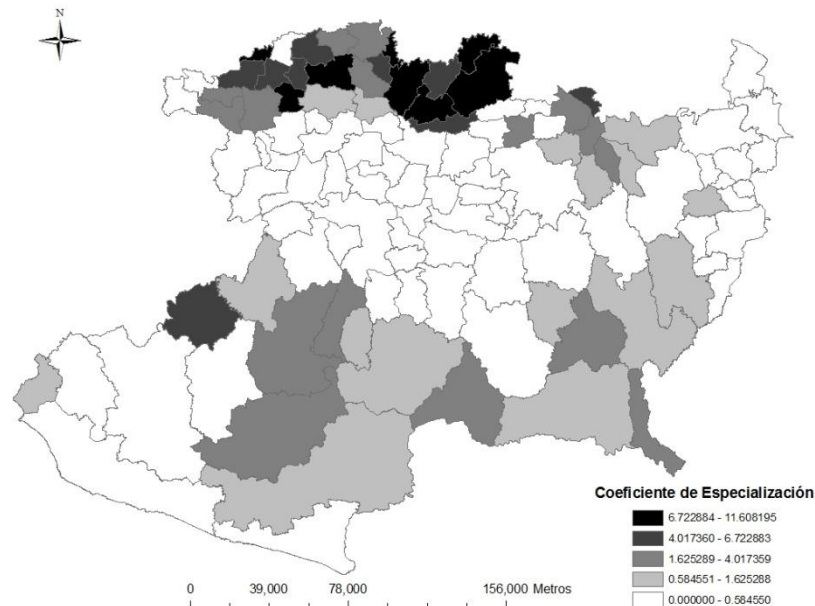 N
Coeficiente de Especialización
6.722884 - 11.608195
4.017360 - 6.722883
1.625289 - 4.017359
0.584551 - 1.625288
0.000000 - 0.584550
0 39,000 78,000 156,000 Metros